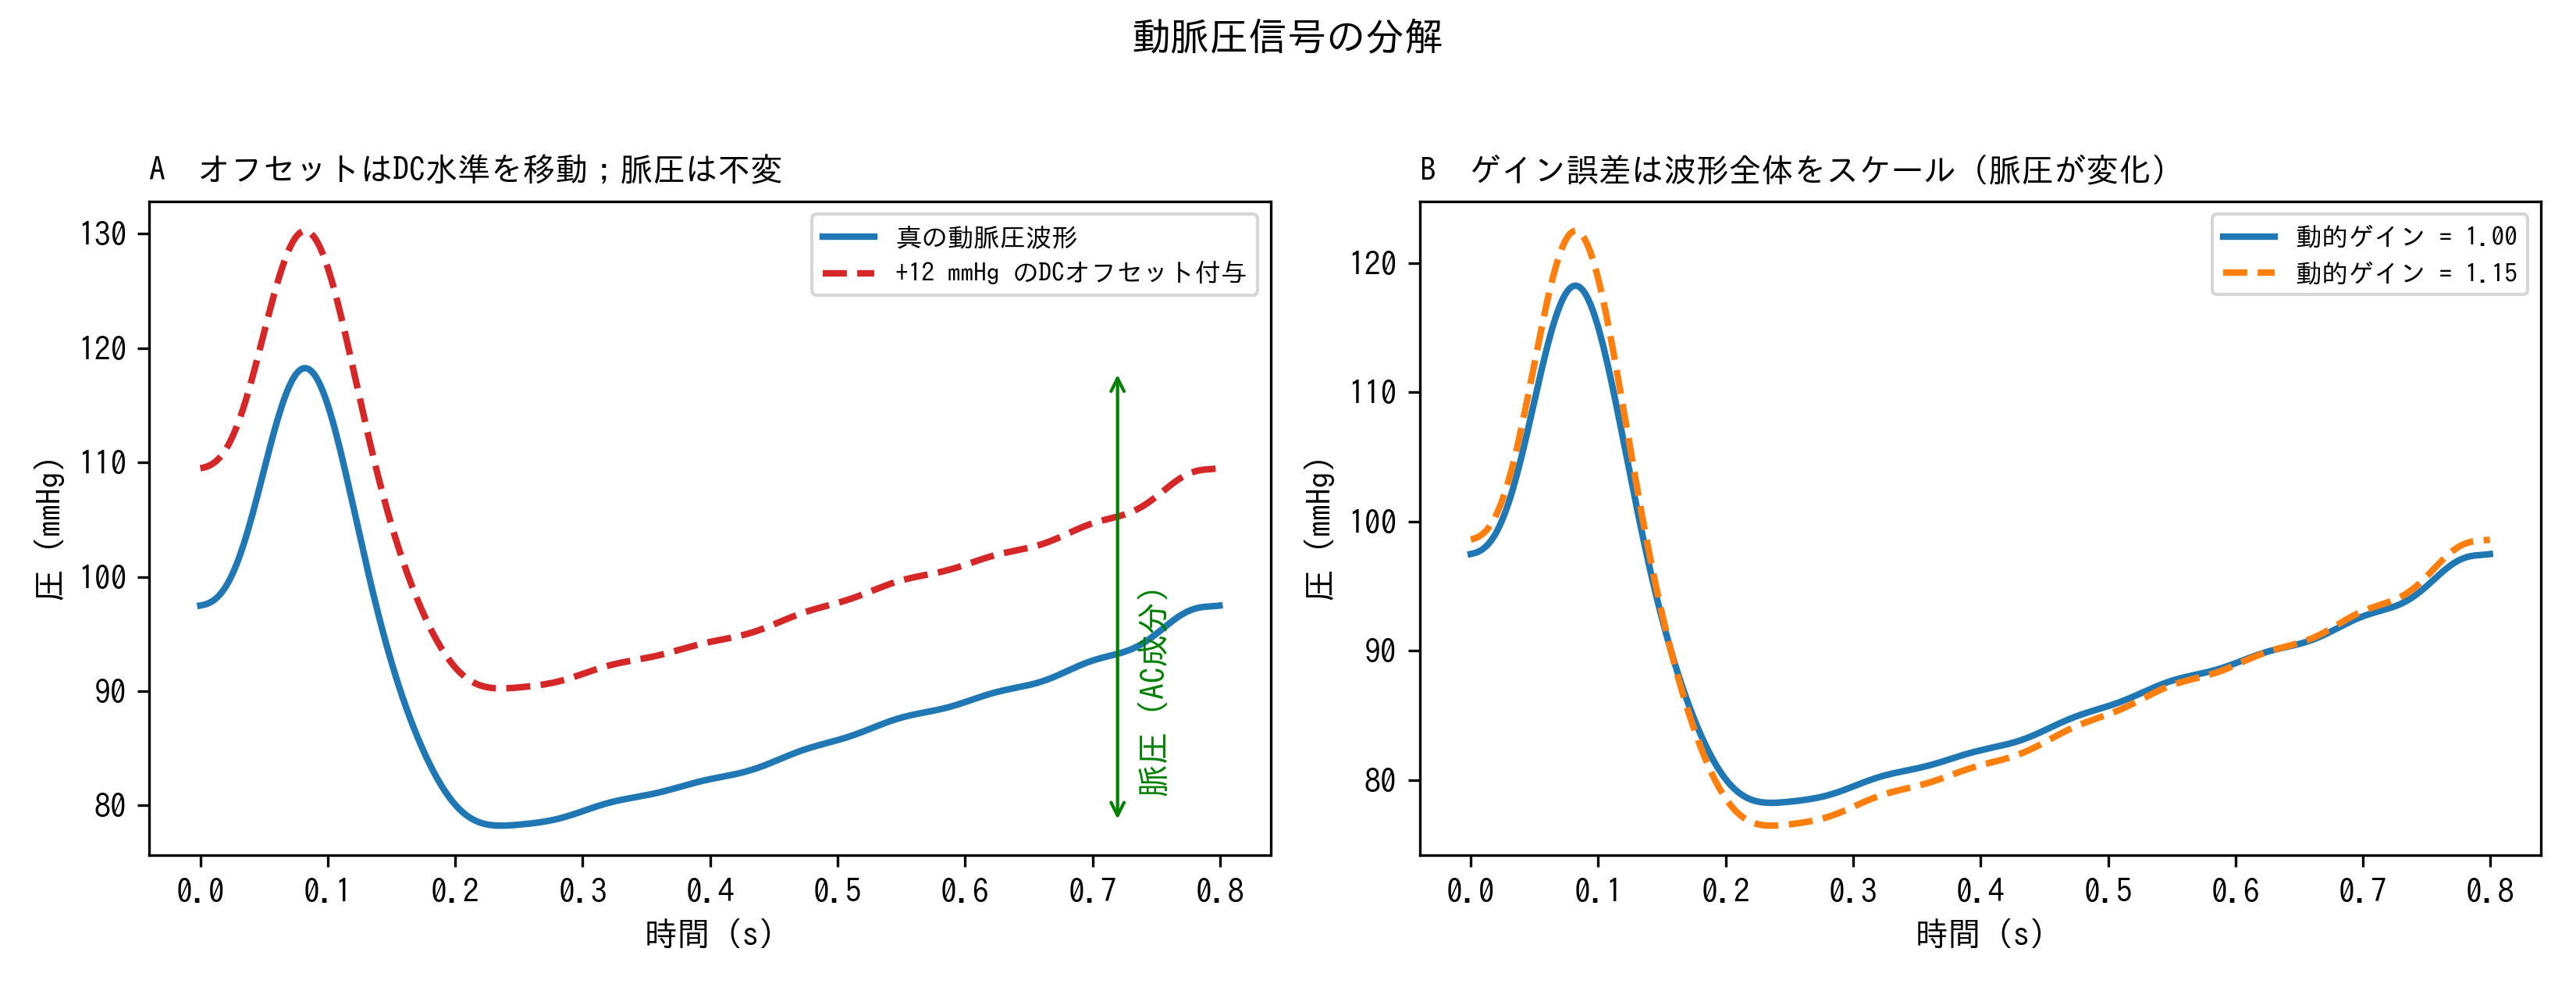 動脈圧信号の分解
A オフセットはDC水準を移動；脈圧は不変
真の動脈圧波形
+12 mmHg のDCオフセット付与
130
120
110
100
90
80
圧 (mmHg)
脈圧 (AC成分)
0.0 0.1 0.2 0.3 0.4 0.5 0.6 0.7 0.8
時間 (s)
B ゲイン誤差は波形全体をスケール (脈圧が変化)
動的ゲイン = 1.00
動的ゲイン = 1.15
120
110
100
90
80
圧 (mmHg)
0.0 0.1 0.2 0.3 0.4 0.5 0.6 0.7 0.8
時間 (s)